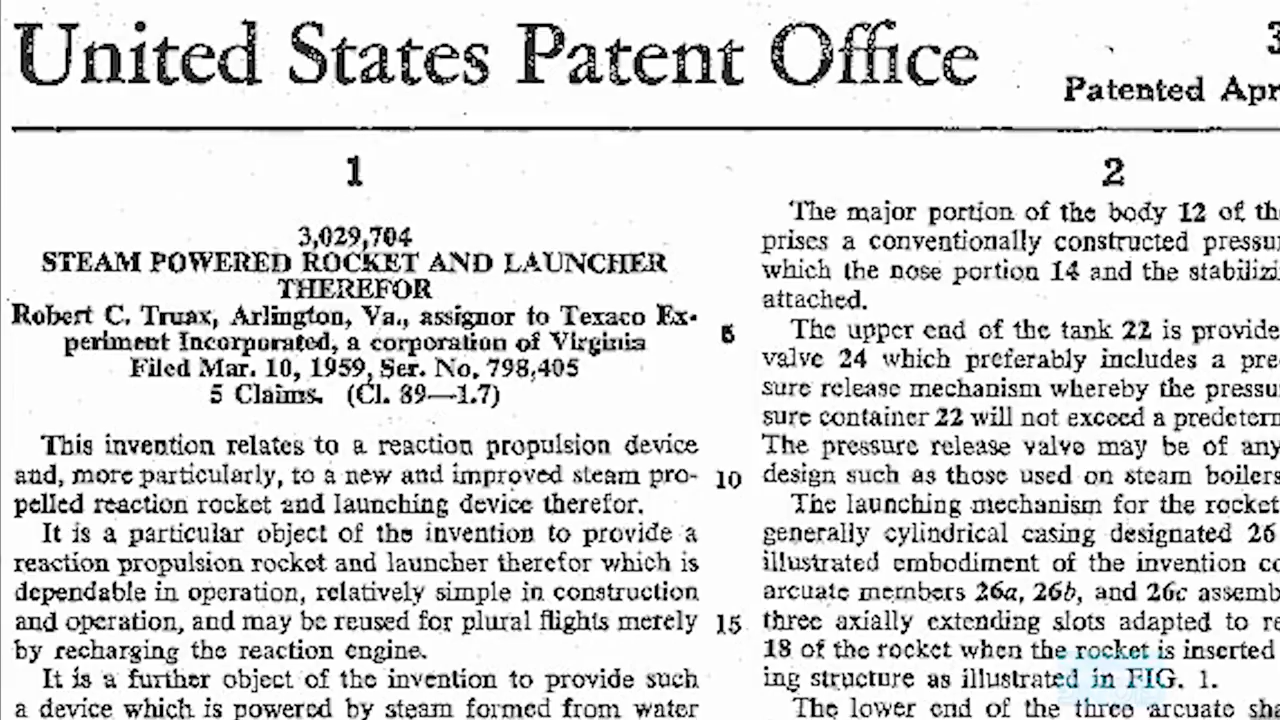 United States Patent Office
3
Patented Apr
1
3,029,704
STEAM POWERED ROCKET AND LAUNCHER
THEREFOR
Robert C. Truax, Arlington, Va., assignor to Texaco Ex-
periment Incorporated, a corporation of Virginia
Filed Mar. 10, 1959, Ser. No. 798,405
5 Claims. (Cl. 89—1.7)
This invention relates to a reaction propulsion device
and, more particularly, to a new and improved steam pro-
pelled reaction rocket and launching device therefor.
It is a particular object of the invention to provide a
reaction propulsion rocket and launcher therefor which is
dependable in operation, relatively simple in construction
and operation, and may be reused for plural flights merely
by recharging the reaction engine.
It is a further object of the invention to provide such
a device which is powered by steam formed from water
5
10
15
2
The major portion of the body 12 of the
prises a conventionally constructed pressu
which the nose portion 14 and the stabilizi
attached.
The upper end of the tank 22 is provide
valve 24 which preferably includes a pre
sure release mechanism whereby the pressu
sure container 22 will not exceed a predeterm
The pressure release valve may be of any
design such as those used on steam boilers
The launching mechanism for the rocket
generally cylindrical casing designated 26
illustrated embodiment of the invention co
arcuate members 26a, 26b, and 26c assemb
three axially extending slots adapted to re
18 of the rocket when the rocket is inserted
ing structure as illustrated in FIG. 1.
The lower end of the three arcuate sha